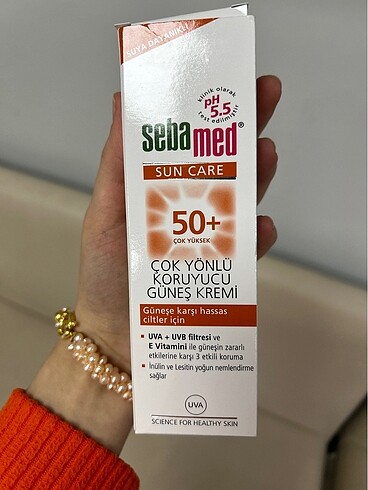 SUYA DAYANIKLI
klinik olarak
pH
5.5
test edilmiştir
sebamed®
SUN CARE
50+
ÇOK YÜKSEK
ÇOK YÖNLÜ
KORUYUCU
GÜNEŞ KREMİ
Güneşe karşı hassas
ciltler için
• UVA + UVB filtresi ve
E Vitamini ile güneşin zararlı
etkilerine karşı 3 etkili koruma
• İnülin ve Lesitin yoğun nemlendirme
sağlar
UVA
SCIENCE FOR HEALTHY SKIN